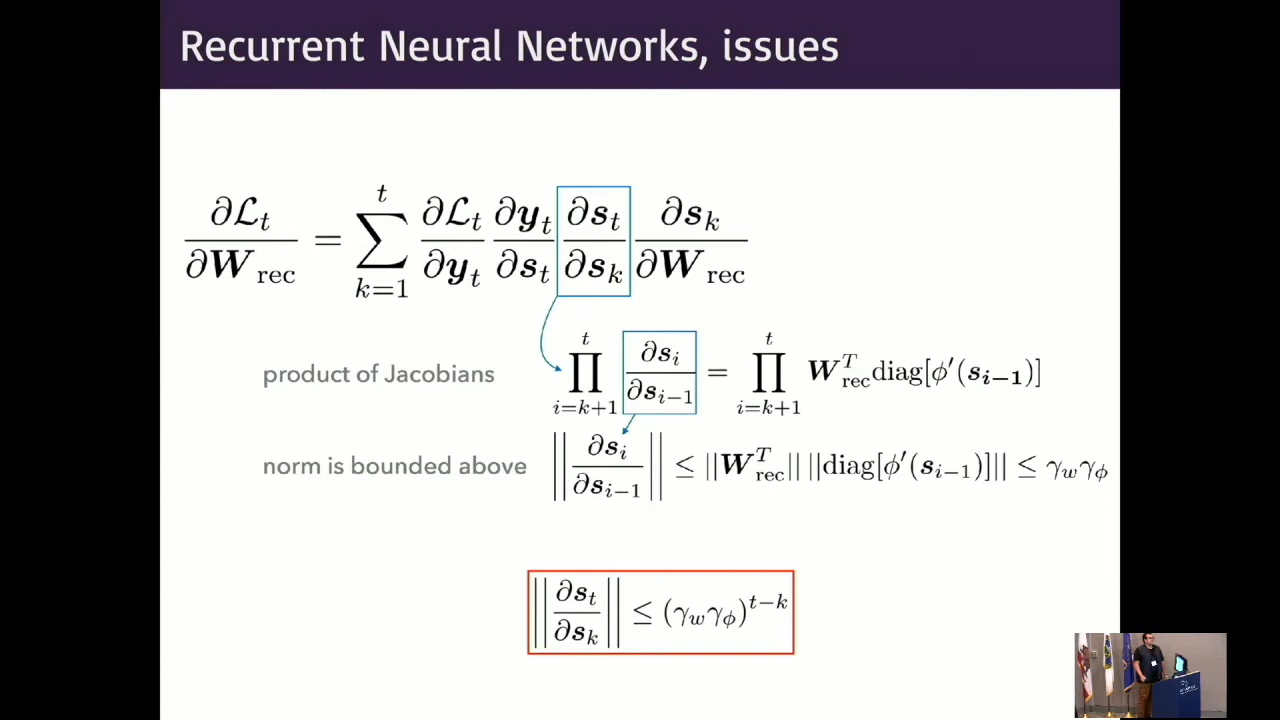 Recurrent Neural Networks, issues
∂ℒ_t/∂W_rec = ∑_{k=1}^{t} ∂ℒ_t/∂y_t ∂y_t/∂s_t ∂s_t/∂s_k ∂s_k/∂W_rec
product of Jacobians ∏_{i=k+1}^{t} ∂s_i/∂s_{i−1} = ∏_{i=k+1}^{t} W_rec^T diag[ϕ′(s_{i−1})]
norm is bounded above ||∂s_i/∂s_{i−1}|| ≤ ||W_rec^T|| ||diag[ϕ′(s_{i−1})]|| ≤ γ_w γ_ϕ
||∂s_t/∂s_k|| ≤ (γ_w γ_ϕ)^{t−k}